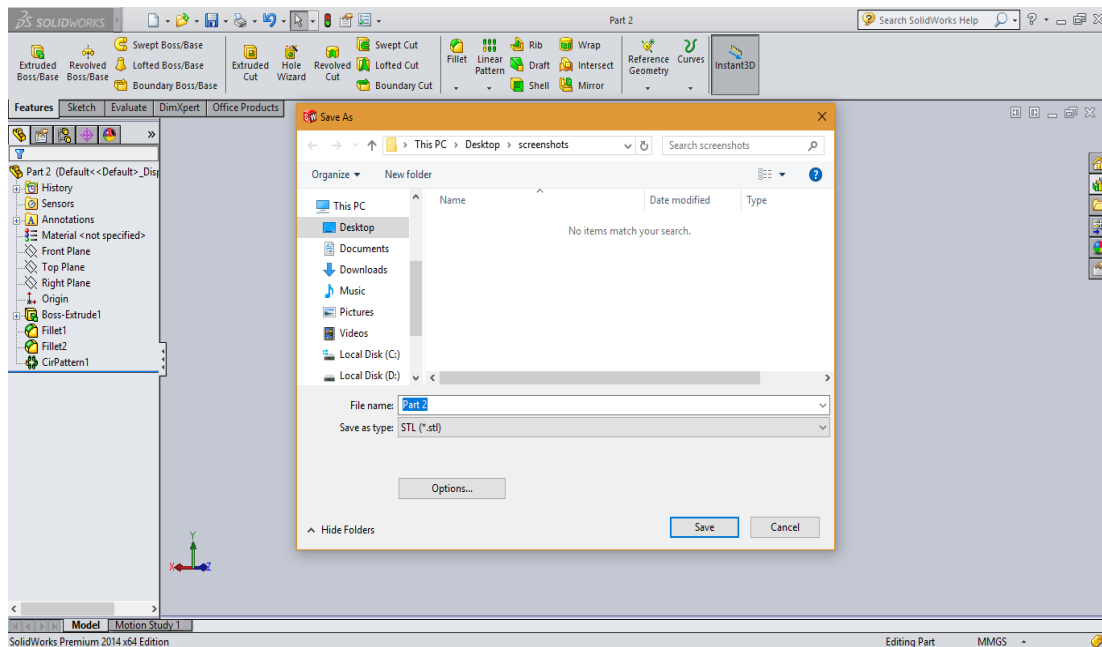 SOLIDWORKS
Part 2
Search SolidWorks Help
Extruded Boss/Base
Revolved Boss/Base
Swept Boss/Base
Lofted Boss/Base
Boundary Boss/Base
Extruded Cut
Hole Wizard
Revolved Cut
Swept Cut
Lofted Cut
Boundary Cut
Fillet
Linear Pattern
Rib
Draft
Shell
Wrap
Intersect
Mirror
Reference Geometry
Curves
Instant3D
Features Sketch Evaluate DimXpert Office Products
Part 2 (Default<<Default>_Disp
History
Sensors
Annotations
Material <not specified>
Front Plane
Top Plane
Right Plane
Origin
Boss-Extrude1
Fillet1
Fillet2
CirPattern1
Save As
This PC > Desktop > screenshots
Search screenshots
Organize New folder
Name Date modified Type
No items match your search.
This PC
Desktop
Documents
Downloads
Music
Pictures
Videos
Local Disk (C:)
Local Disk (D:)
File name: Part 2
Save as type: STL (*.stl)
Options...
Hide Folders
Save Cancel
Y
X Z
Model Motion Study 1
SolidWorks Premium 2014 x64 Edition
Editing Part MMGS